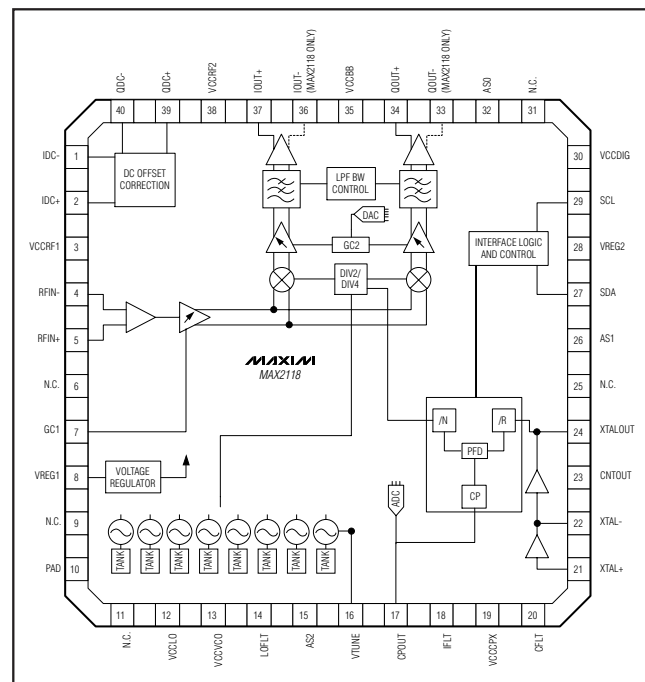 QDC-
QDC+
VCCRF2
IOUT+
IOUT-
(MAX2118 ONLY)
VCCBB
QOUT+
QOUT-
(MAX2118 ONLY)
AS0
N.C.
40
39
38
37
36
35
34
33
32
31
IDC-
1
IDC+
2
VCCRF1
3
RFIN-
4
RFIN+
5
N.C.
6
GC1
7
VREG1
8
N.C.
9
PAD
10
DC OFFSET
CORRECTION
LPF BW
CONTROL
DAC
GC2
DIV2/
DIV4
INTERFACE LOGIC
AND CONTROL
MAXIM
MAX2118
VOLTAGE
REGULATOR
/N
/R
PFD
CP
ADC
TANK
TANK
TANK
TANK
TANK
TANK
TANK
TANK
30
VCCDIG
29
SCL
28
VREG2
27
SDA
26
AS1
25
N.C.
24
XTALOUT
23
CNTOUT
22
XTAL-
21
XTAL+
11
12
13
14
15
16
17
18
19
20
N.C.
VCCLO
VCCVCO
LOFLT
AS2
VTUNE
CPOUT
IFLT
VCCCPX
CFLT